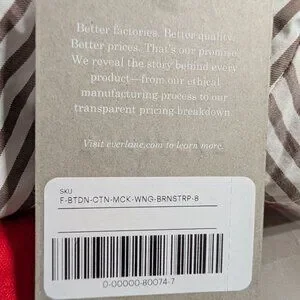 Better factories. Better quality.
Better prices. That's our promise.
We reveal the story behind every
product—from our ethical
manufacturing process to our
transparent pricing breakdown.
Visit everlane.com to learn more.
SKU
F-BTDN-CTN-MCK-WNG-BRNSTRP-8
0-00000-80074-7